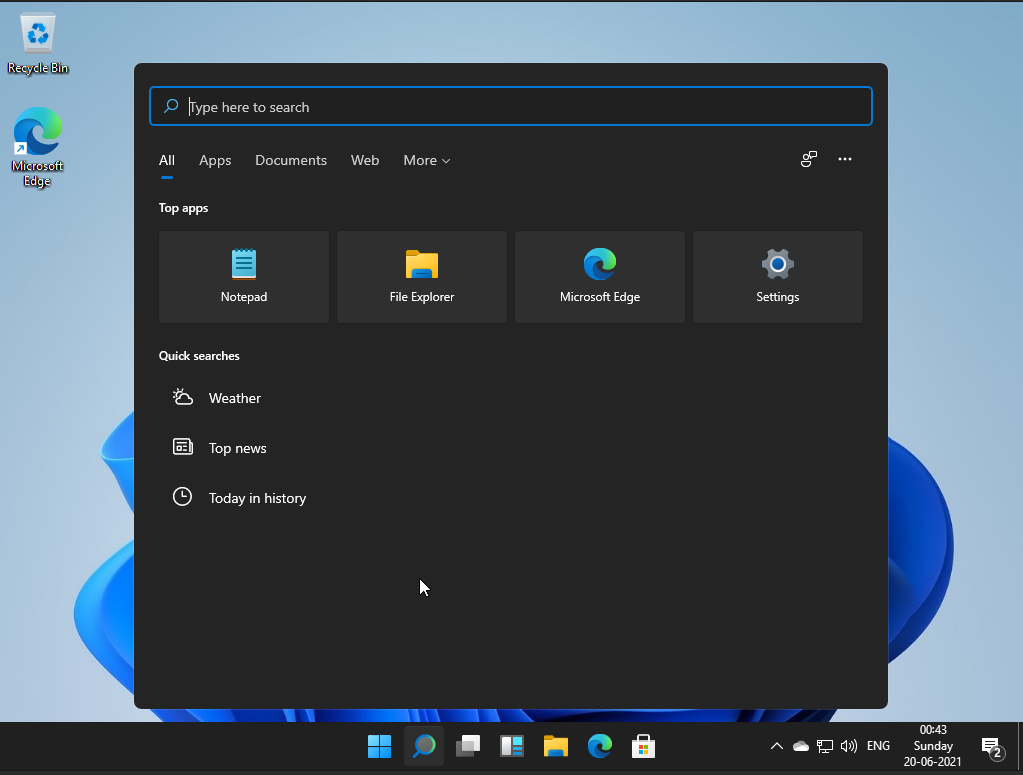 Recycle Bin
Microsoft
Edge
Type here to search
All Apps Documents Web More
Top apps
Notepad File Explorer Microsoft Edge Settings
Quick searches
Weather
Top news
Today in history
ENG
00:43
Sunday
20-06-2021
2